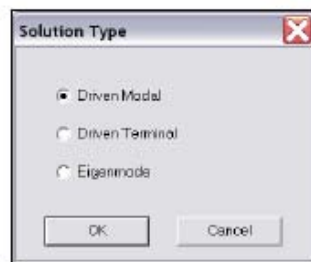 Solution Type
Driven Modal
Driven Terminal
Eigenmode
OK
Cancel